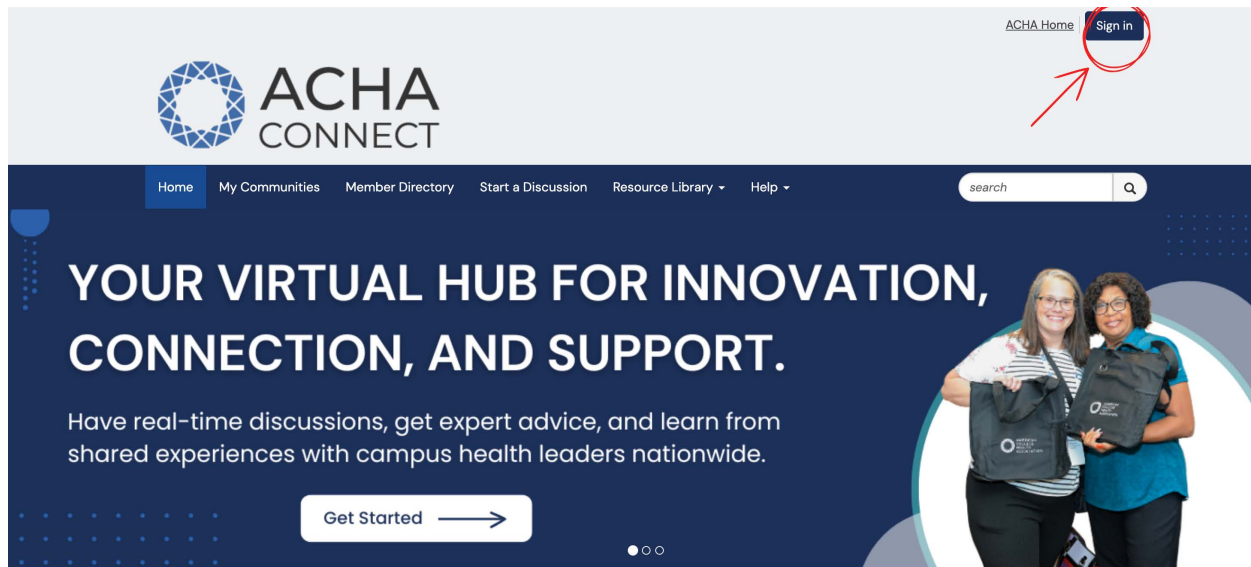 ACHA Home
Sign in
ACHA
CONNECT
Home My Communities Member Directory Start a Discussion Resource Library Help
search
YOUR VIRTUAL HUB FOR INNOVATION,
CONNECTION, AND SUPPORT.
Have real-time discussions, get expert advice, and learn from
shared experiences with campus health leaders nationwide.
Get Started